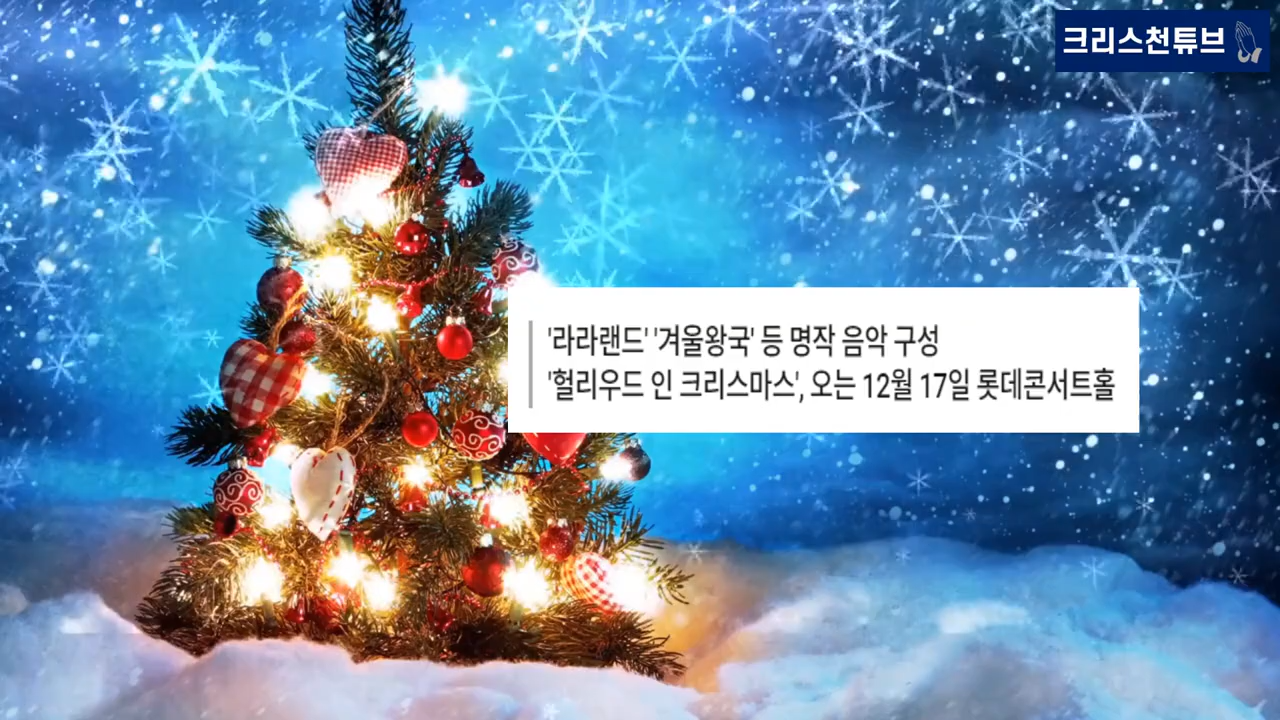 크리스천튜브
'라라랜드' '겨울왕국' 등 명작 음악 구성
'헐리우드 인 크리스마스', 오는 12월 17일 롯데콘서트홀